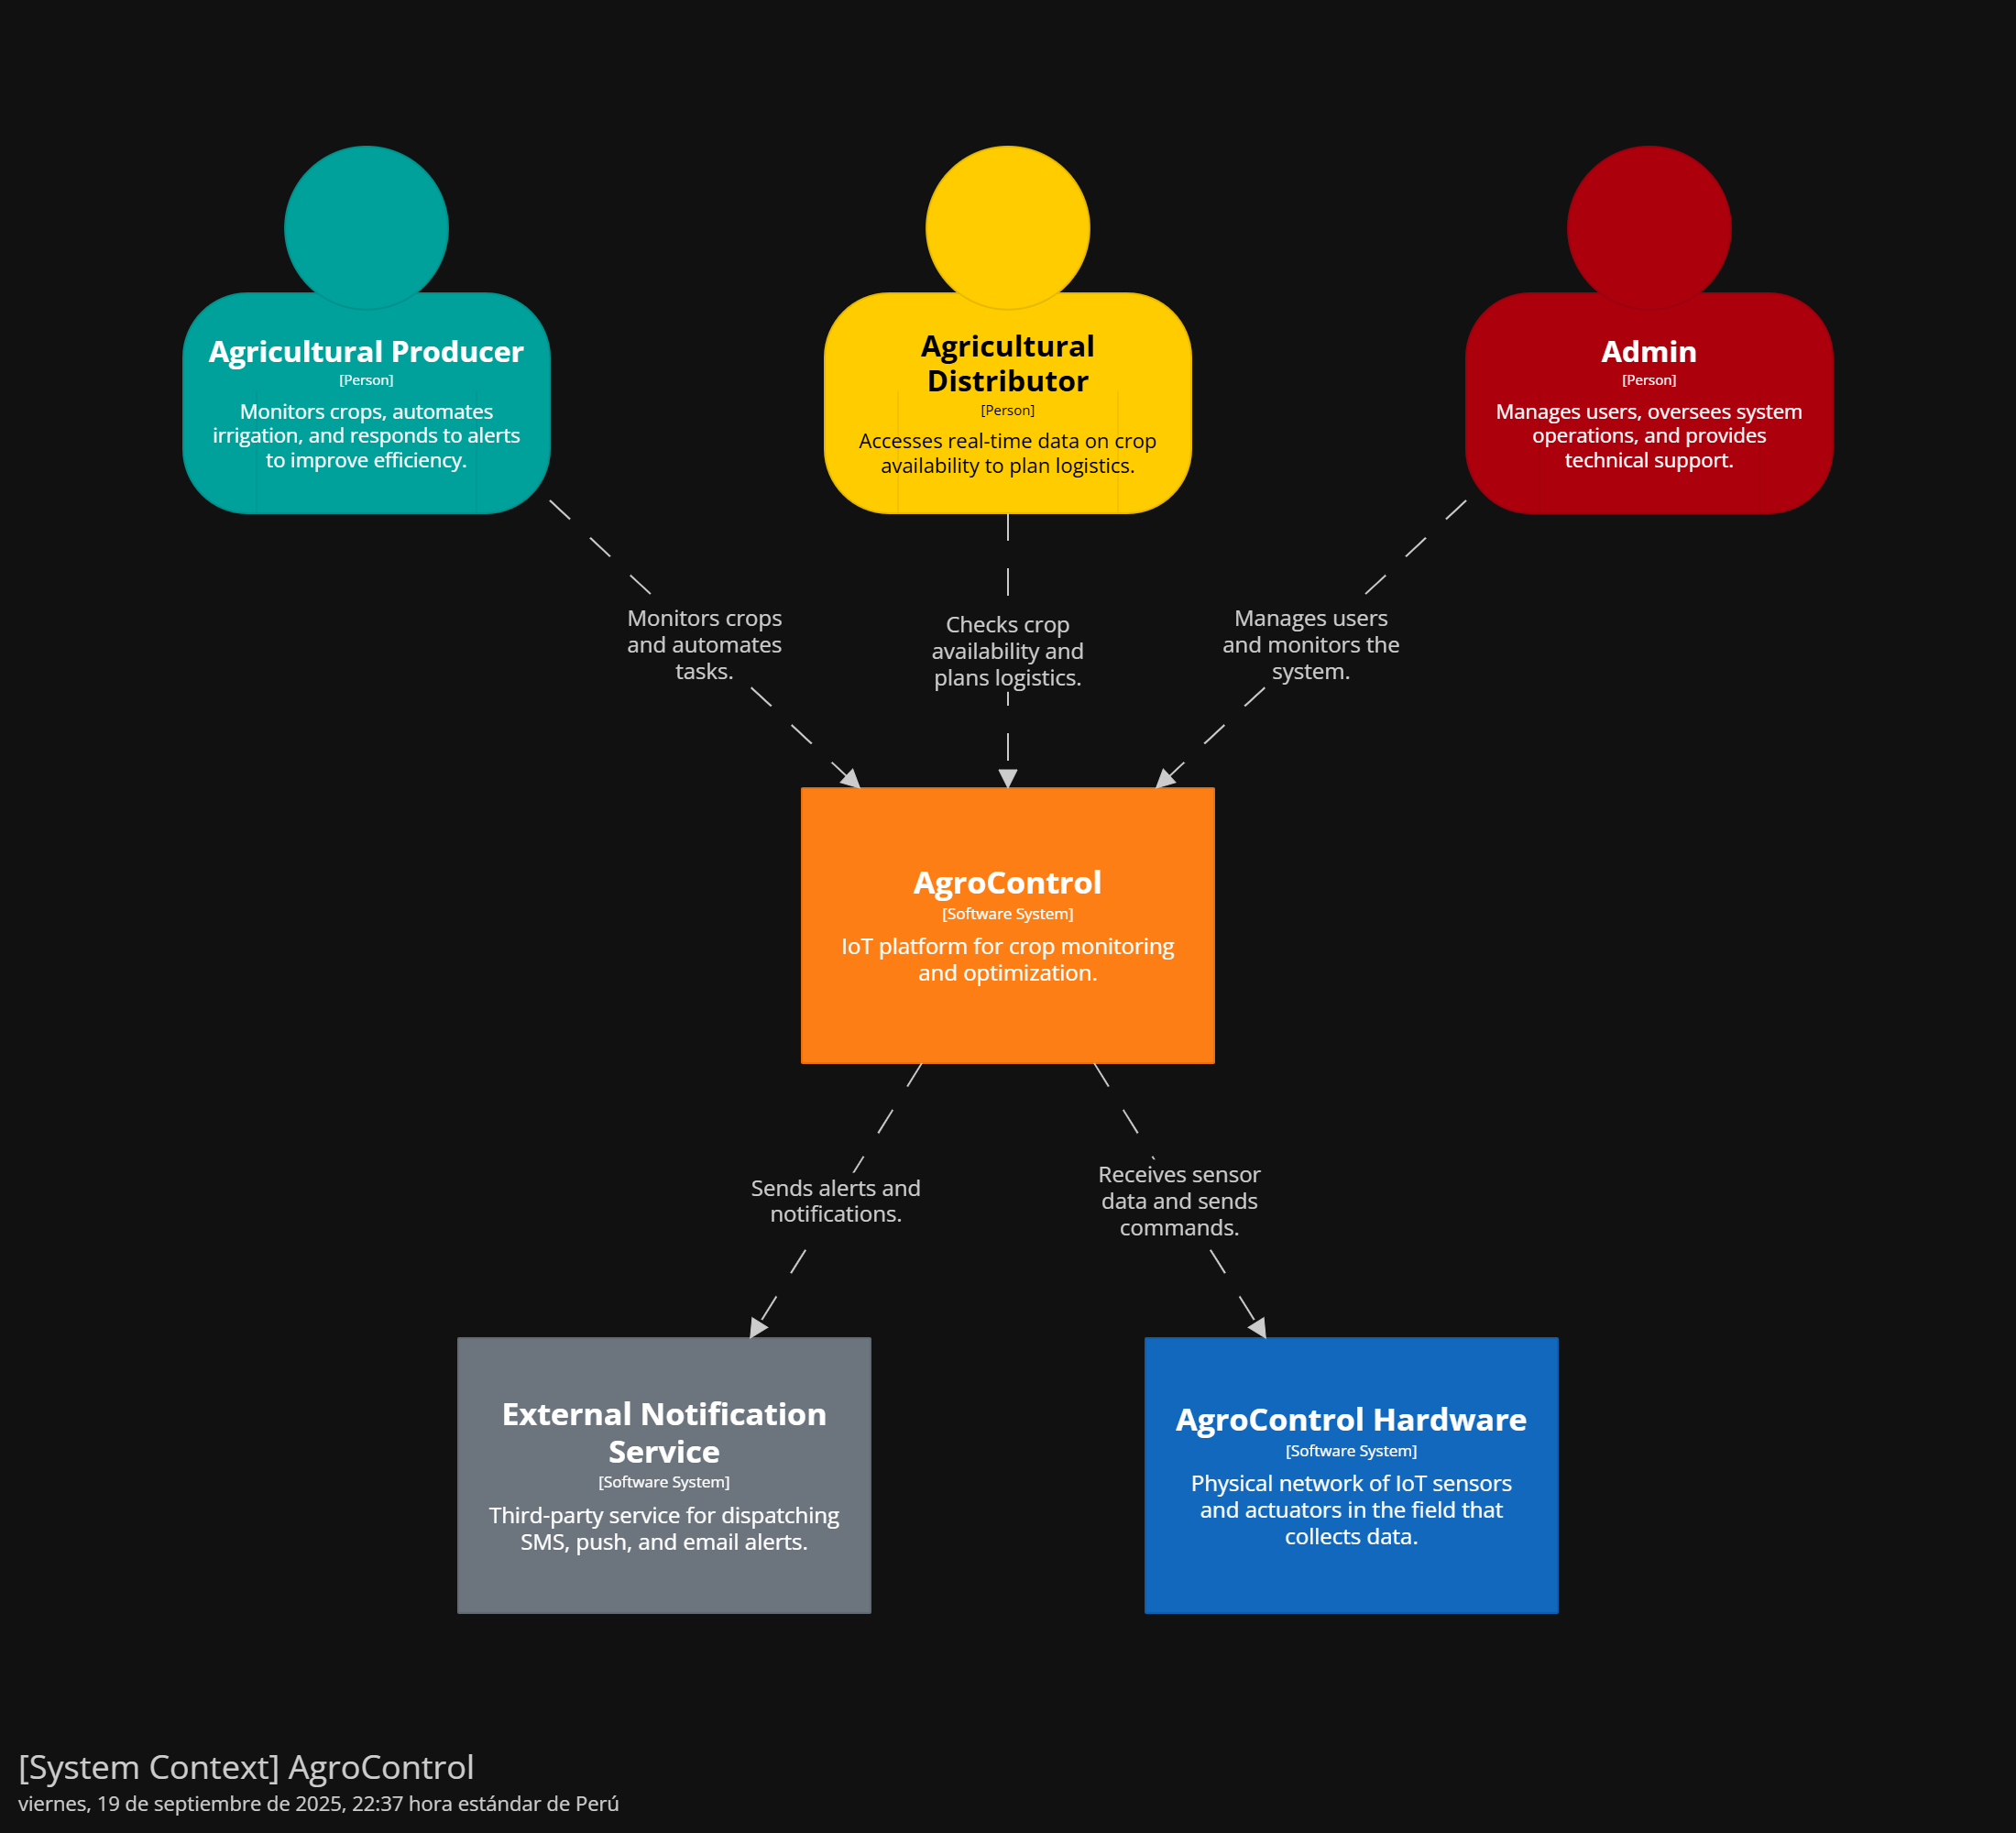 Agricultural Producer
[Person]
Monitors crops, automates
irrigation, and responds to alerts
to improve efficiency.
Agricultural
Distributor
[Person]
Accesses real-time data on crop
availability to plan logistics.
Admin
[Person]
Manages users, oversees system
operations, and provides
technical support.
Monitors crops
and automates
tasks.
Checks crop
availability and
plans logistics.
Manages users
and monitors the
system.
AgroControl
[Software System]
IoT platform for crop monitoring
and optimization.
Sends alerts and
notifications.
Receives sensor
data and sends
commands.
External Notification
Service
[Software System]
Third-party service for dispatching
SMS, push, and email alerts.
AgroControl Hardware
[Software System]
Physical network of IoT sensors
and actuators in the field that
collects data.
[System Context] AgroControl
viernes, 19 de septiembre de 2025, 22:37 hora estándar de Perú